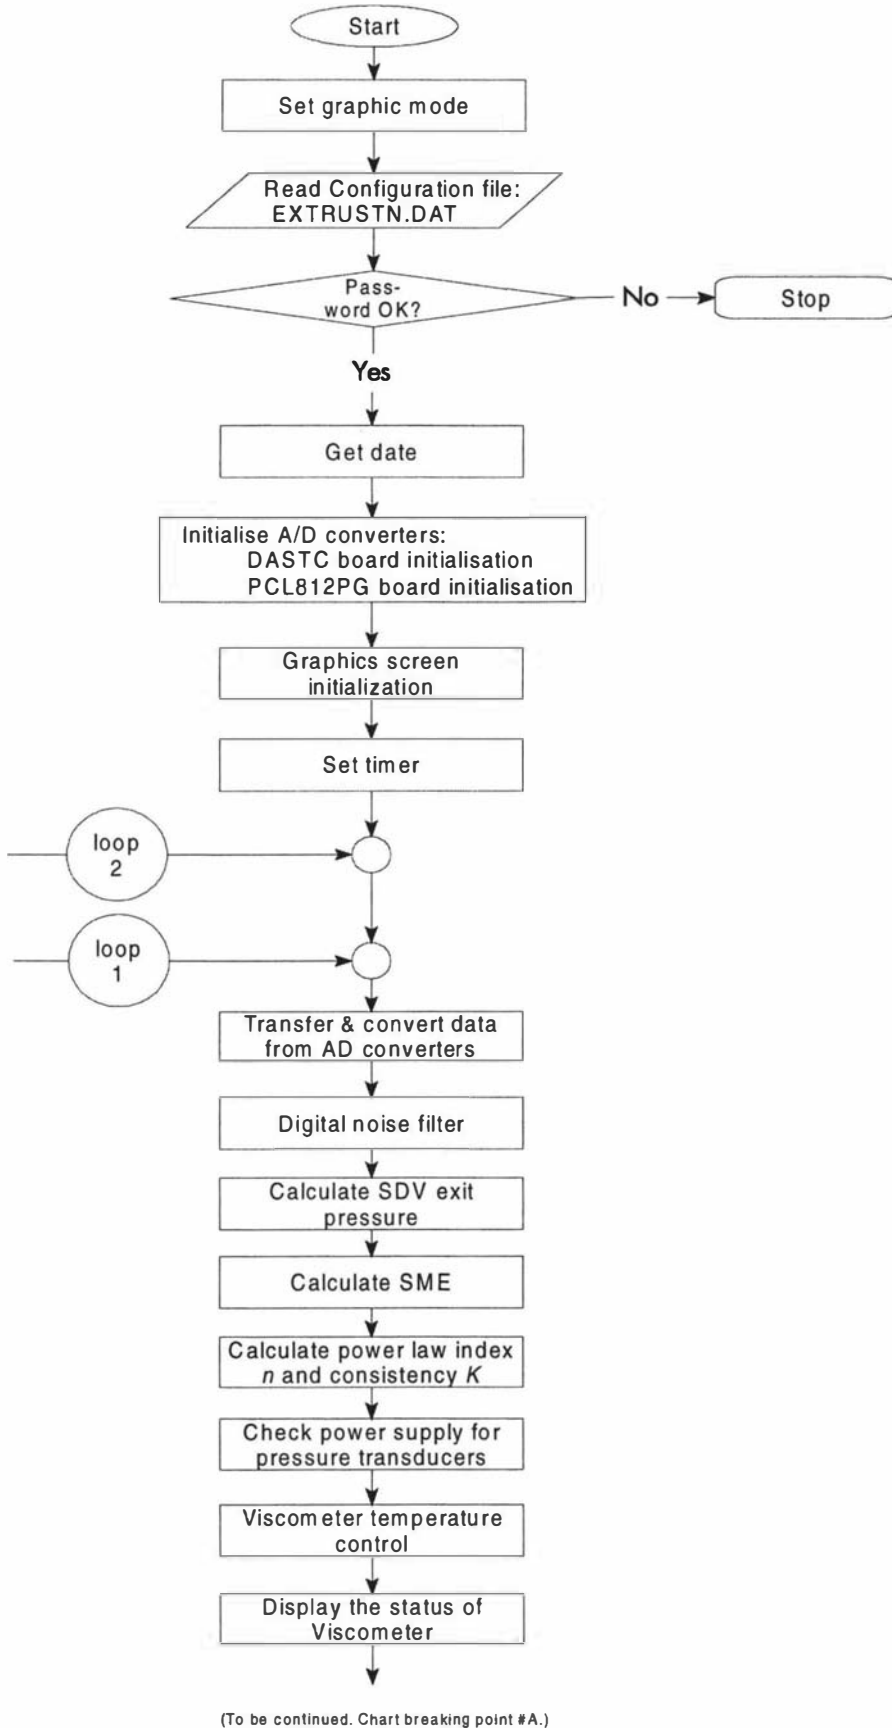 Start
Set graphic mode
Read Configuration file:
EXTRUSTN.DAT
Pass-
word OK?
No
Stop
Yes
Get date
Initialise A/D converters:
DASTC board initialisation
PCL812PG board initialisation
Graphics screen
initialization
Set timer
loop
2
loop
1
Transfer & convert data
from AD converters
Digital noise filter
Calculate SDV exit
pressure
Calculate SME
Calculate power law index
n and consistency K
Check power supply for
pressure transducers
Viscometer temperature
control
Display the status of
Viscometer
(To be continued. Chart breaking point #A.)